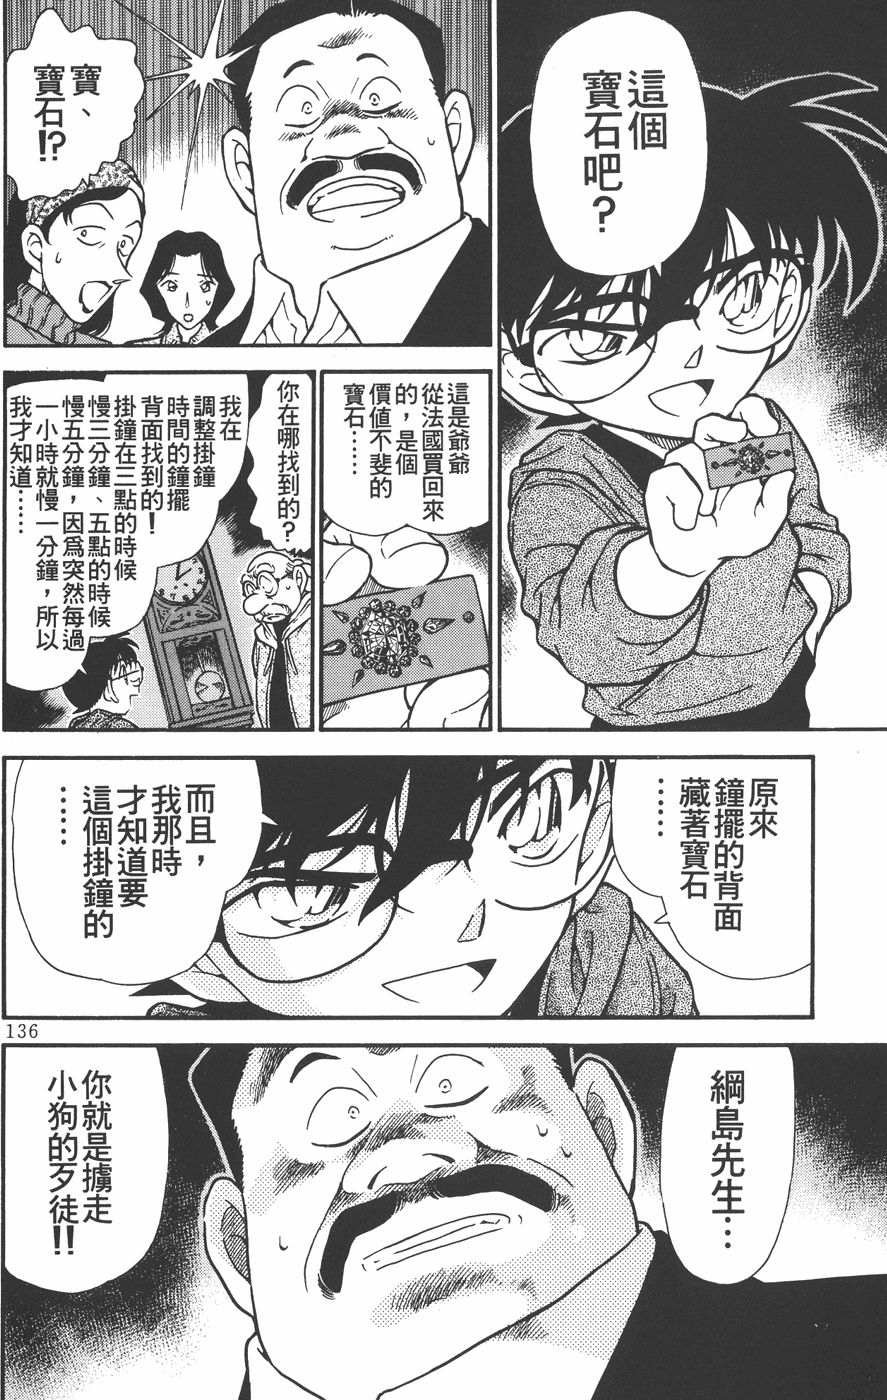 這個
寶石吧？
寶、
寶石!?
這是爺爺
從法國買回來
的，是個
價值不斐的
寶石……
你在哪找到的？
我在
調整掛鐘
時間的鐘擺
背面找到的！
掛鐘在三點的時候
慢三分鐘、五點的時候
慢五分鐘，因爲突然每過
一小時就慢一分鐘，所以
我才知道……
原來
鐘擺的背面
藏著寶石
……
而且，
我那時
才知道要
這個掛鐘的
……
136
綱島先生…
你就是擄走
小狗的歹徒!!